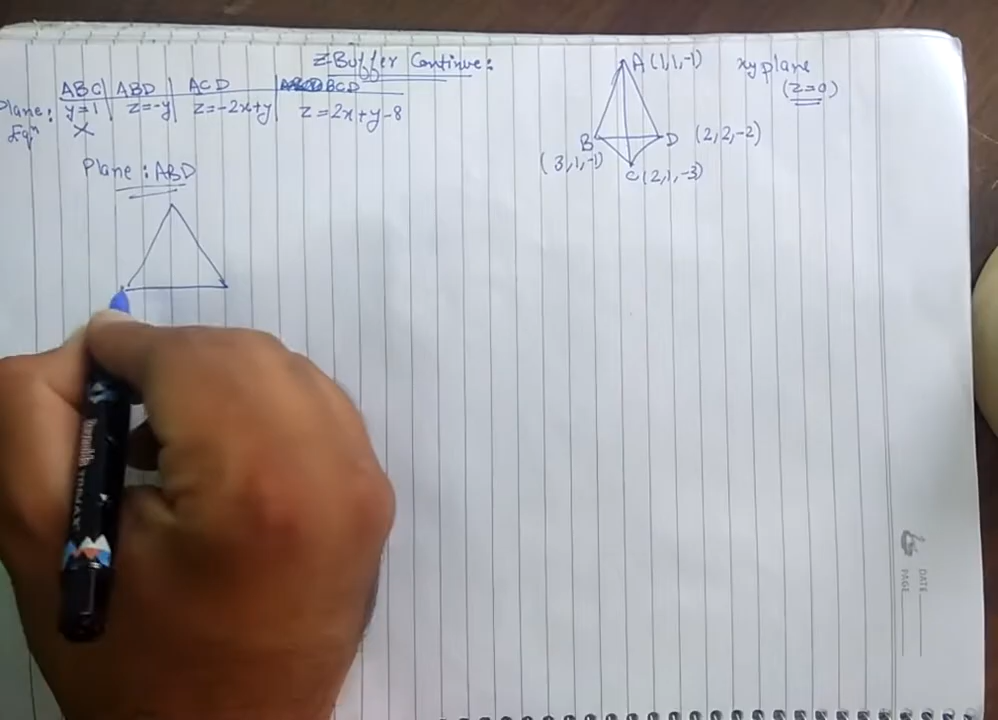 Z-Buffer Continue:
ABC | ABD | ACD | BCD
Plane: y=1 | z=-y | z=-2x+y | z=2x+y-8
Eqn X
Plane: ABD
A(1,1,-1)
B
(3,1,-1)
D (2,2,-2)
C(2,1,-3)
xy plane
(z=0)
DATE
PAGE